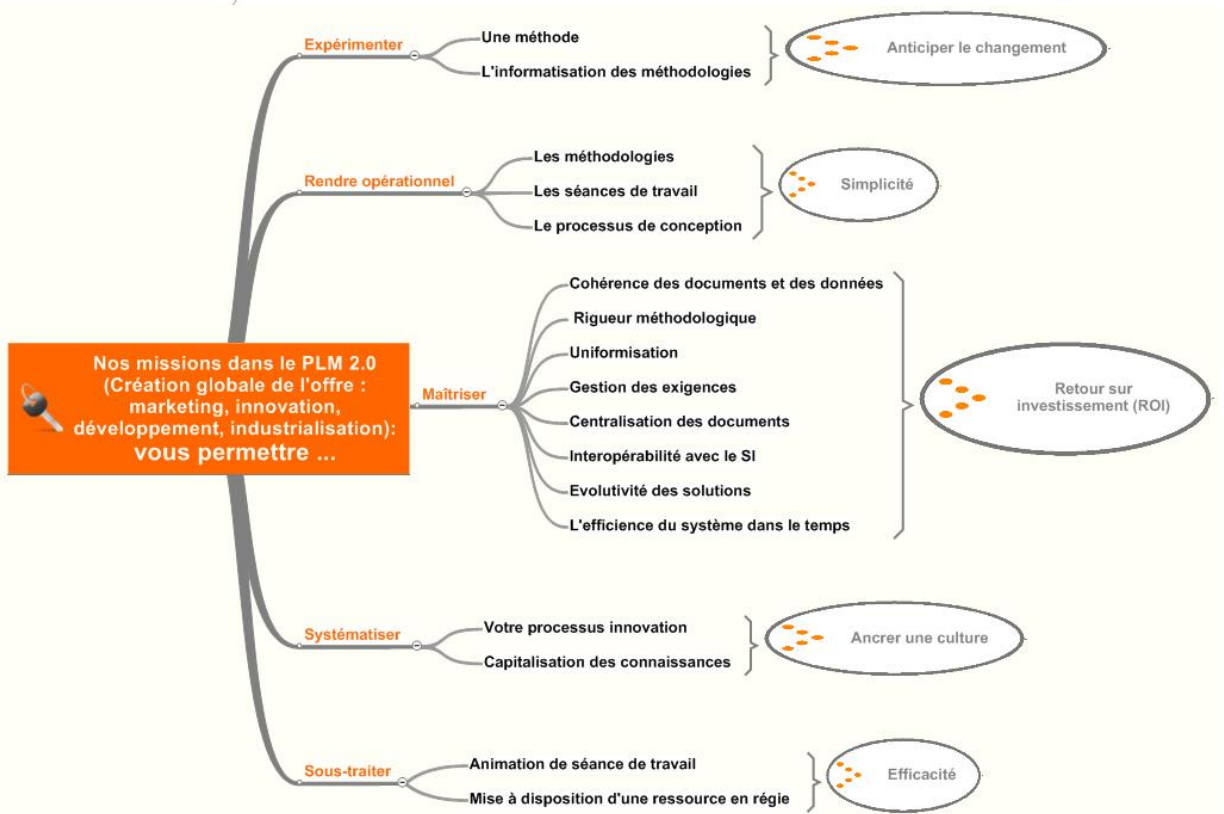 Expérimenter
Une méthode
L'informatisation des méthodologies
Anticiper le changement
Rendre opérationnel
Les méthodologies
Les séances de travail
Le processus de conception
Simplicité
Nos missions dans le PLM 2.0
(Création globale de l'offre :
marketing, innovation,
développement, industrialisation):
vous permettre ...
Maîtriser
Cohérence des documents et des données
Rigueur méthodologique
Uniformisation
Gestion des exigences
Centralisation des documents
Interopérabilité avec le SI
Evolutivité des solutions
L'efficience du système dans le temps
Retour sur
investissement (ROI)
Systématiser
Votre processus innovation
Capitalisation des connaissances
Ancrer une culture
Sous-traiter
Animation de séance de travail
Mise à disposition d'une ressource en régie
Efficacité